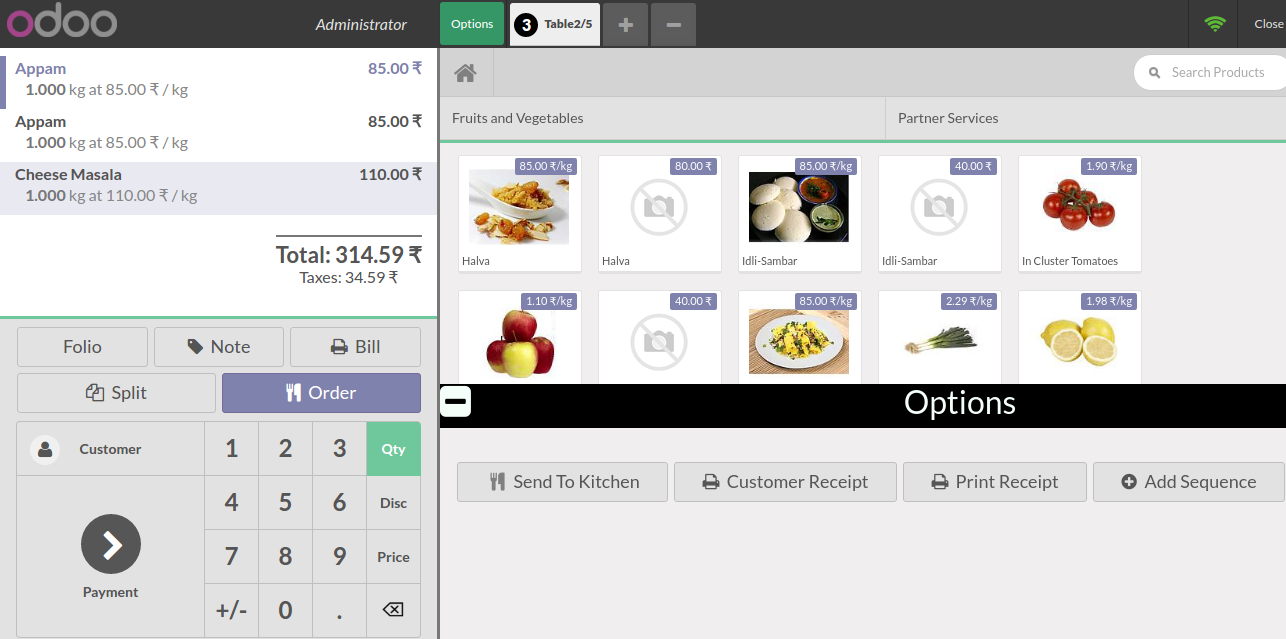 odoo
Administrator
Options
3 Table2/5
Close
Appam 85.00 ₹
1.000 kg at 85.00 ₹ / kg
Appam 85.00 ₹
1.000 kg at 85.00 ₹ / kg
Cheese Masala 110.00 ₹
1.000 kg at 110.00 ₹ / kg
Total: 314.59 ₹
Taxes: 34.59 ₹
Folio
Note
Bill
Split
Order
Customer
1 2 3 Qty
4 5 6 Disc
7 8 9 Price
+/- 0 .
Payment
Search Products
Fruits and Vegetables
Partner Services
85.00 ₹/kg
Halva
80.00 ₹
Halva
85.00 ₹/kg
Idli-Sambar
40.00 ₹
Idli-Sambar
1.90 ₹/kg
In Cluster Tomatoes
1.10 ₹/kg
40.00 ₹
85.00 ₹/kg
2.29 ₹/kg
1.98 ₹/kg
Options
Send To Kitchen
Customer Receipt
Print Receipt
Add Sequence